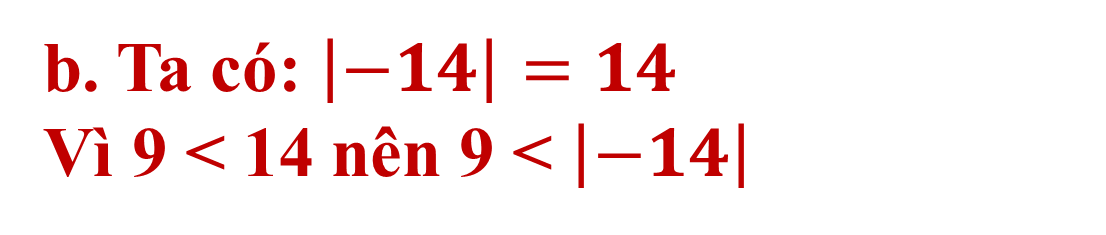 b. Ta có: |−14| = 14
Vì 9 < 14 nên 9 < |−14|